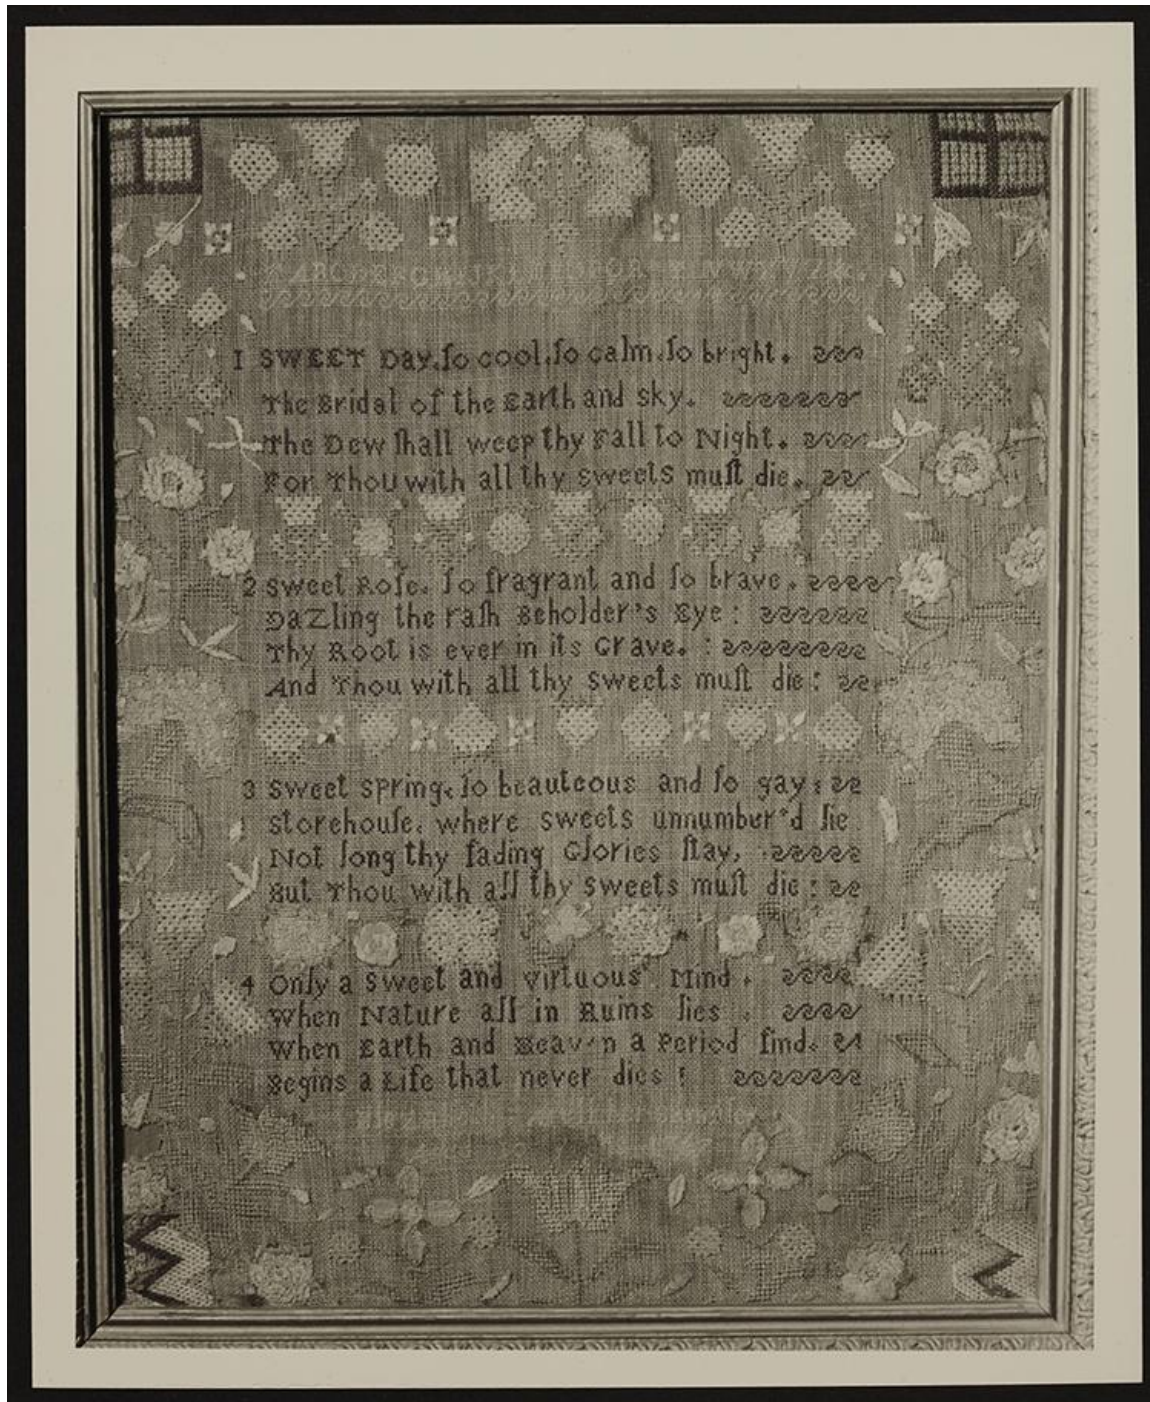 ABCDEFGHIJKLMNOPQRSTUVWXYZ&
1 SWEET Day, ſo cool, ſo calm, ſo bright.
The Bridal of the Earth and Sky.
The Dew ſhall weep thy Fall to Night.
For Thou with all thy Sweets muſt die.
2 Sweet Roſe. ſo fragrant and ſo brave.
DaZling the raſh Beholder's Eye:
Thy Root is ever in its Grave. :
And Thou with all thy Sweets muſt die:
3 Sweet Spring, ſo beauteous and ſo gay:
Storehouſe, where Sweets unnumber'd lie
Not long thy fading Glories ſtay,
But Thou with all thy Sweets muſt die:
4 Only a Sweet and virtuous Mind.
When Nature all in Ruins lies.
When Earth and Heaven a Period find.
Begins a Life that never dies!